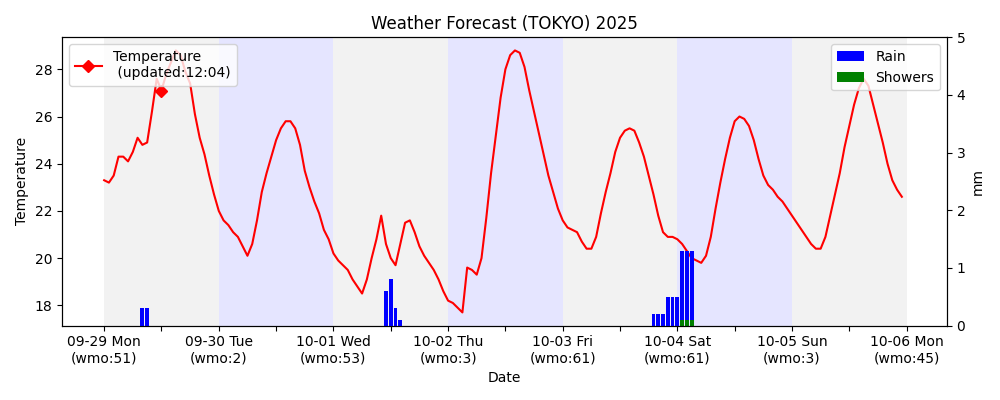 Weather Forecast (TOKYO) 2025
Temperature
(updated:12:04)
Rain
Showers
28
26
24
22
20
18
Temperature
5
4
3
2
1
0
mm
09-29 Mon
(wmo:51)
09-30 Tue
(wmo:2)
10-01 Wed
(wmo:53)
10-02 Thu
(wmo:3)
10-03 Fri
(wmo:61)
10-04 Sat
(wmo:61)
10-05 Sun
(wmo:3)
10-06 Mon
(wmo:45)
Date